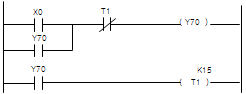 X0 T1
( Y70 )
Y70
Y70 K15
( T1 )